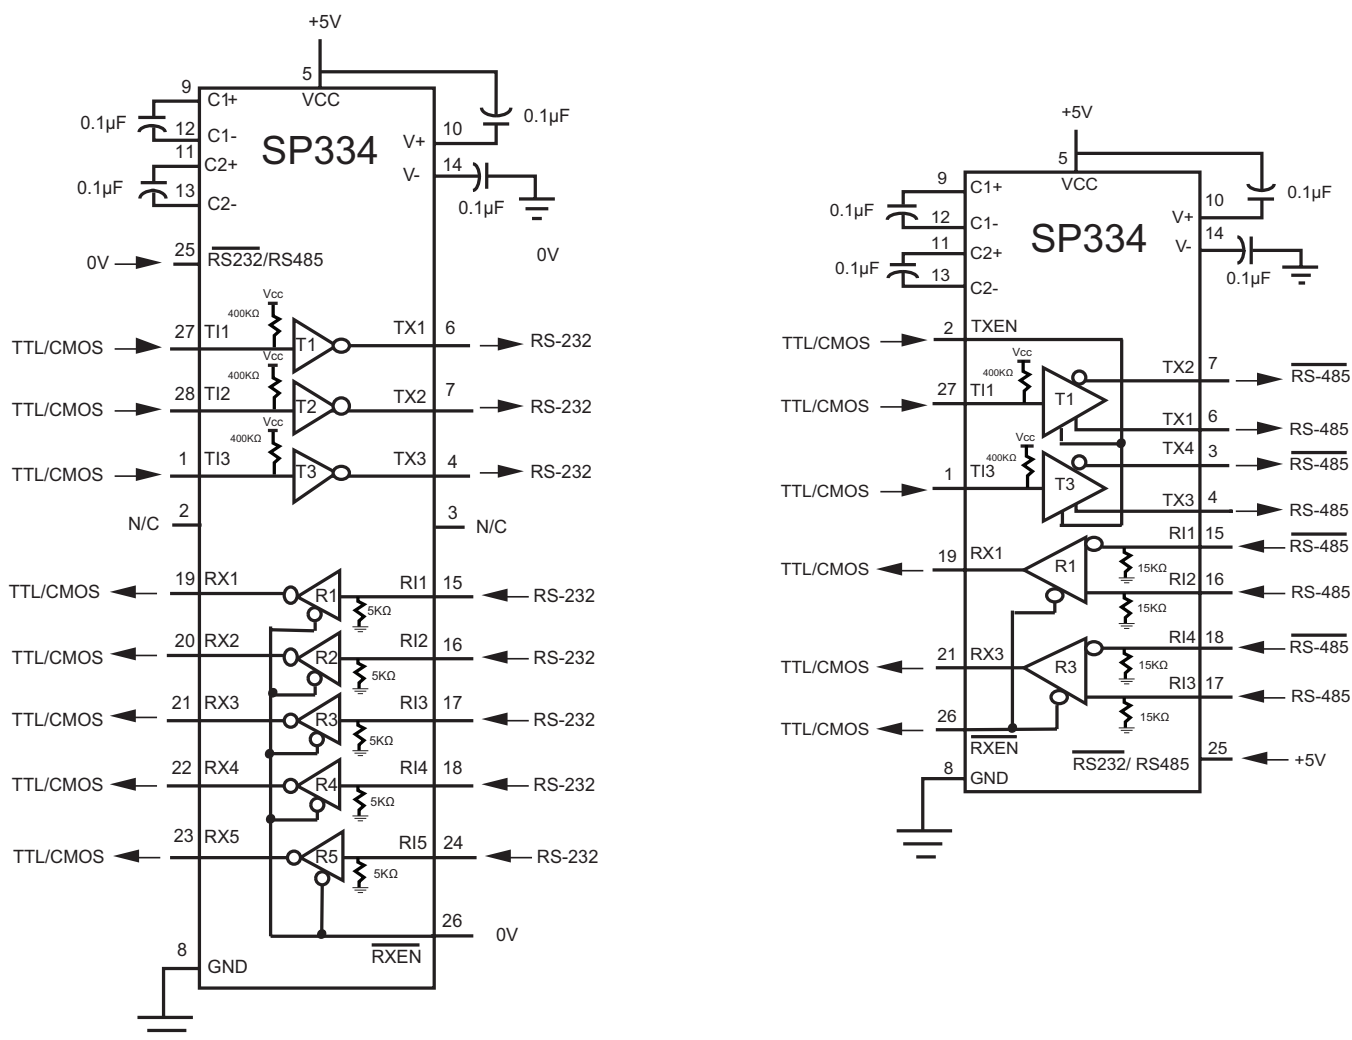 +5V
5
VCC
9
C1+
0.1µF
12
C1-
11
C2+
0.1µF
13
C2-
SP334
V+
10
0.1µF
V-
14
0.1µF
0V
0V
25
RS232/RS485
Vcc
400KΩ
TTL/CMOS
27
TI1
T1
TX1
6
RS-232
Vcc
400KΩ
TTL/CMOS
28
TI2
T2
TX2
7
RS-232
Vcc
400KΩ
TTL/CMOS
1
TI3
T3
TX3
4
RS-232
N/C
2
3
N/C
TTL/CMOS
19
RX1
R1
RI1
15
RS-232
5KΩ
TTL/CMOS
20
RX2
R2
RI2
16
RS-232
5KΩ
TTL/CMOS
21
RX3
R3
RI3
17
RS-232
5KΩ
TTL/CMOS
22
RX4
R4
RI4
18
RS-232
5KΩ
TTL/CMOS
23
RX5
R5
RI5
24
RS-232
5KΩ
26
0V
RXEN
8
GND
+5V
5
VCC
9
C1+
0.1µF
12
C1-
11
C2+
0.1µF
13
C2-
SP334
10
V+
0.1µF
14
V-
0.1µF
TTL/CMOS
2
TXEN
Vcc
400KΩ
TTL/CMOS
27
TI1
T1
TX2
7
RS-485
TX1
6
RS-485
Vcc
400KΩ
TTL/CMOS
1
TI3
T3
TX4
3
RS-485
TX3
4
RS-485
TTL/CMOS
19
RX1
R1
RI1
15
RS-485
15KΩ
RI2
16
RS-485
15KΩ
TTL/CMOS
21
RX3
R3
RI4
18
RS-485
15KΩ
RI3
17
RS-485
15KΩ
TTL/CMOS
26
RXEN
RS232/ RS485
25
+5V
8
GND